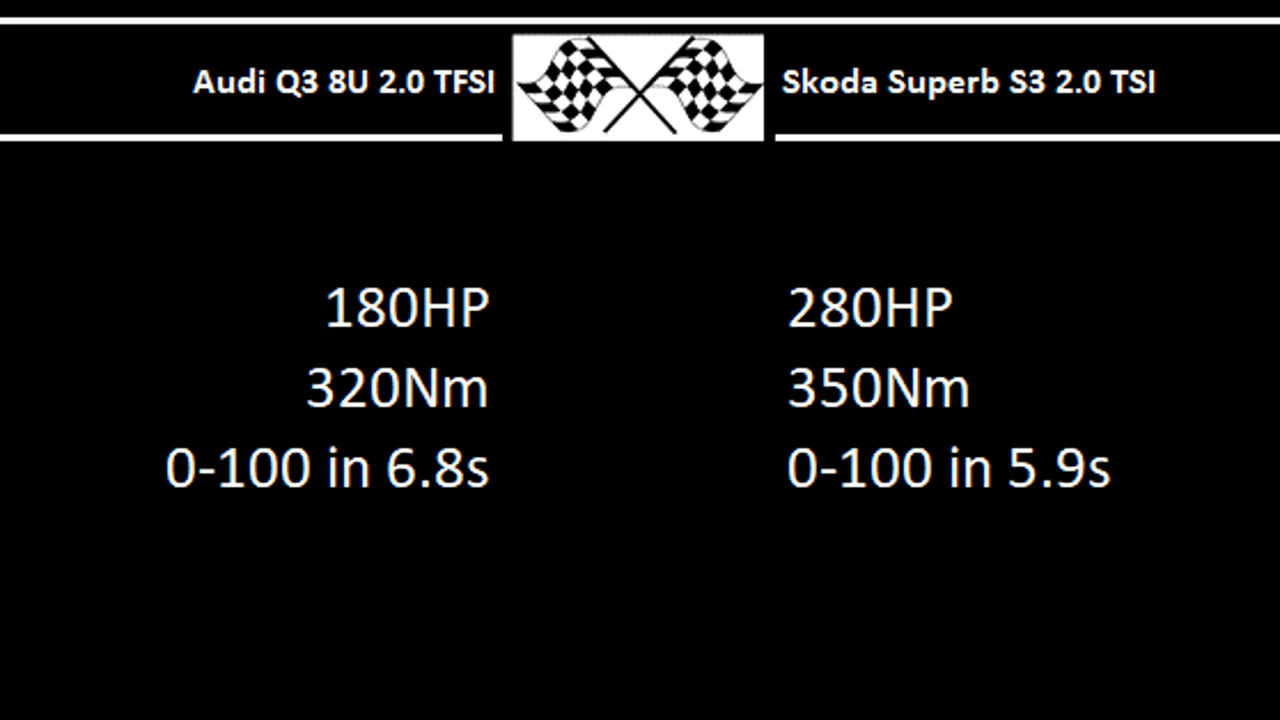 Audi Q3 8U 2.0 TFSI
Skoda Superb S3 2.0 TSI
180HP
320Nm
0-100 in 6.8s
280HP
350Nm
0-100 in 5.9s